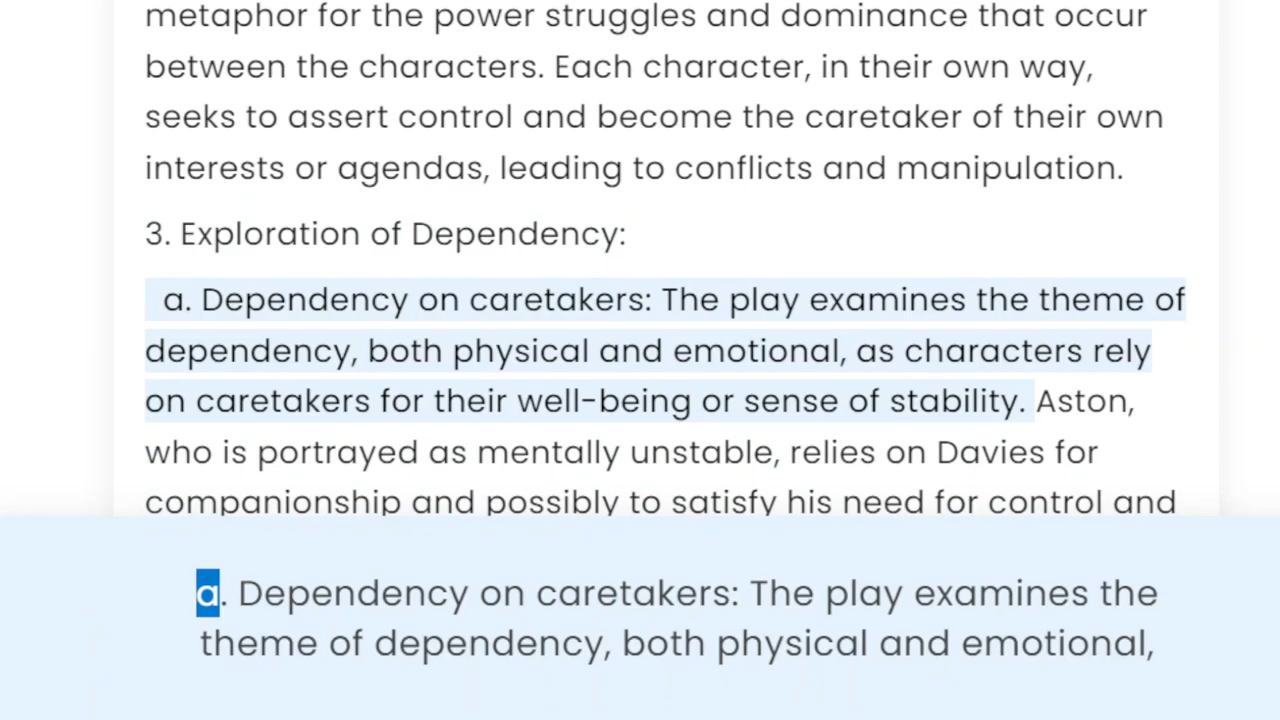 metaphor for the power struggles and dominance that occur
between the characters. Each character, in their own way,
seeks to assert control and become the caretaker of their own
interests or agendas, leading to conflicts and manipulation.
3. Exploration of Dependency:
a. Dependency on caretakers: The play examines the theme of
dependency, both physical and emotional, as characters rely
on caretakers for their well-being or sense of stability. Aston,
who is portrayed as mentally unstable, relies on Davies for
companionship and possibly to satisfy his need for control and
a. Dependency on caretakers: The play examines the
theme of dependency, both physical and emotional,